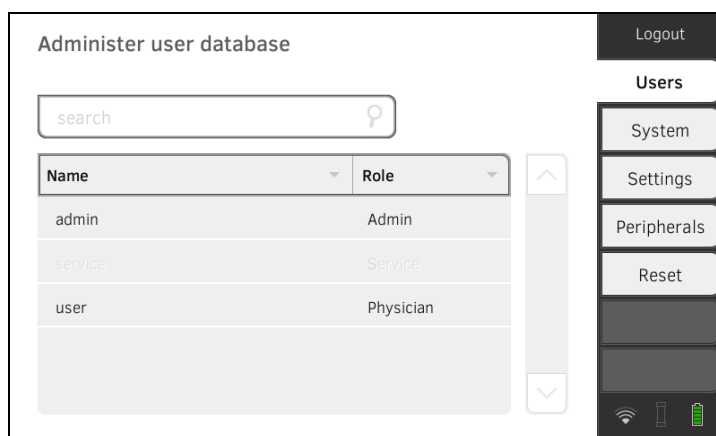 Administer user database
search
Name Role
admin Admin
service Service
user Physician
Logout
Users
System
Settings
Peripherals
Reset